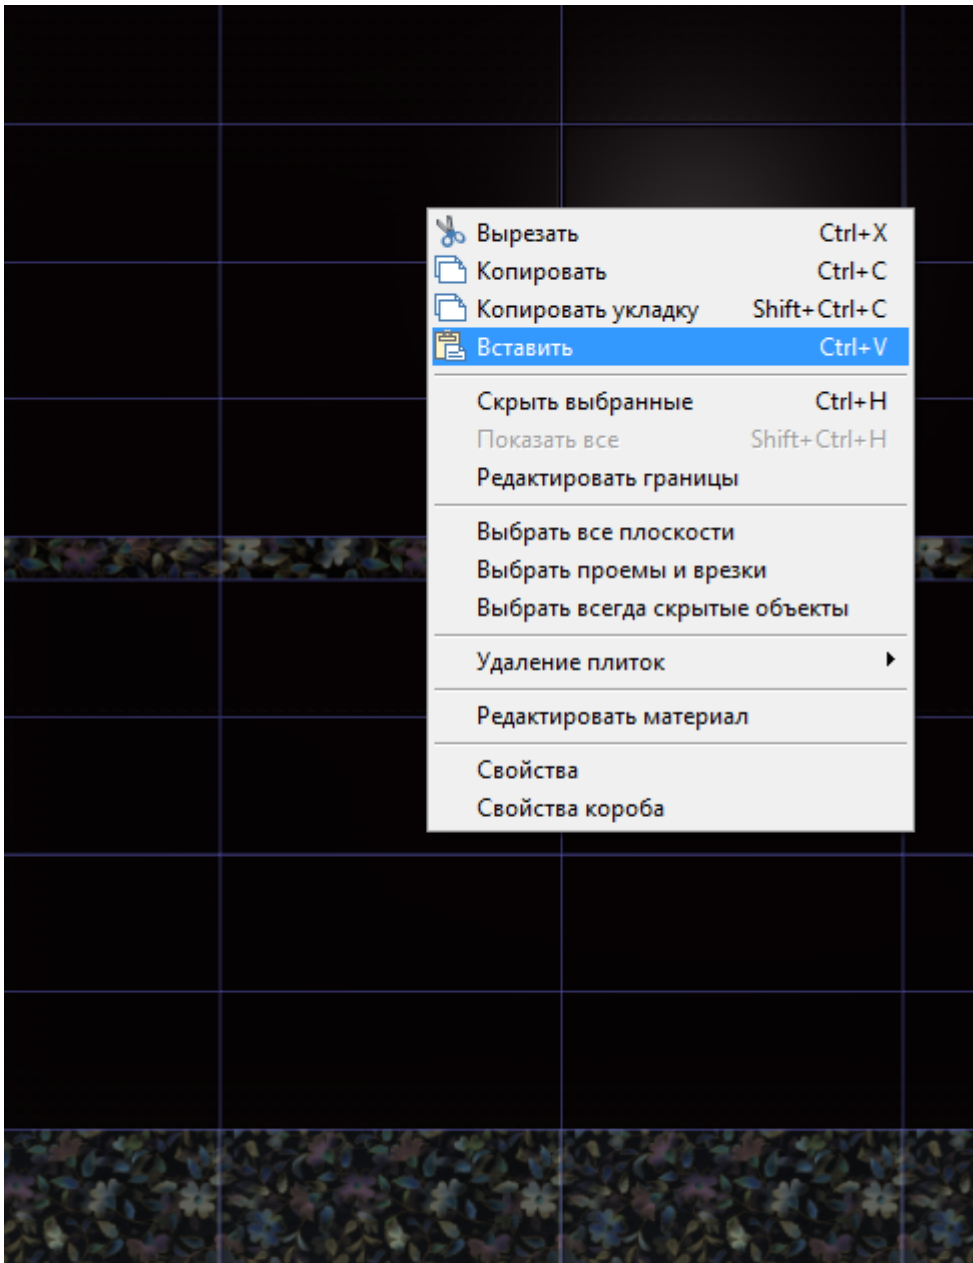 Вырезать Ctrl+X
Копировать Ctrl+C
Копировать укладку Shift+Ctrl+C
Вставить Ctrl+V
Скрыть выбранные Ctrl+H
Показать все Shift+Ctrl+H
Редактировать границы
Выбрать все плоскости
Выбрать проемы и врезки
Выбрать всегда скрытые объекты
Удаление плиток
Редактировать материал
Свойства
Свойства короба